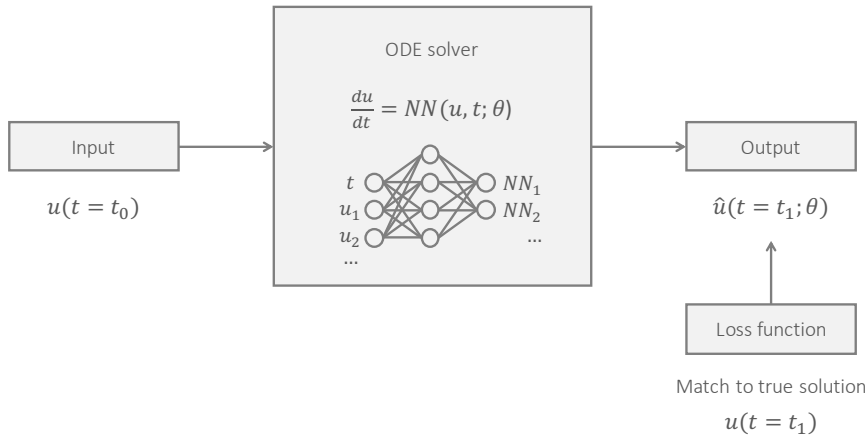 ODE solver
du/dt = NN(u, t; θ)
Input
u(t = t₀)
t
u₁
u₂
...
NN₁
NN₂
...
Output
û(t = t₁; θ)
Loss function
Match to true solution
u(t = t₁)